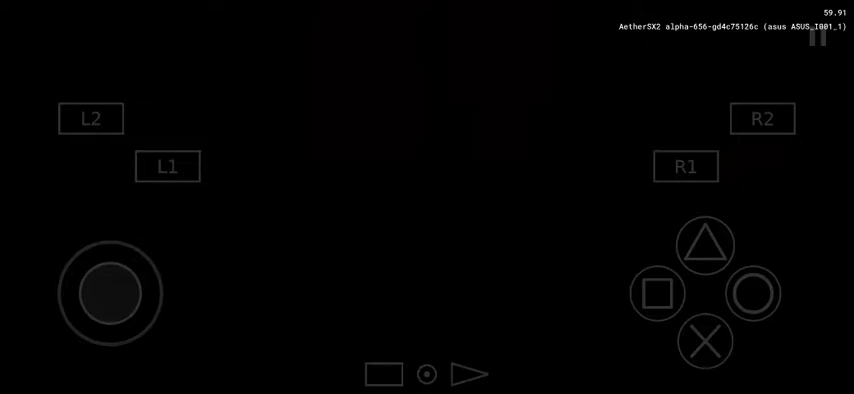 59.91
AetherSX2 alpha-656-gd4c75126c (asus ASUS_I001_1)
L2
R2
L1
R1